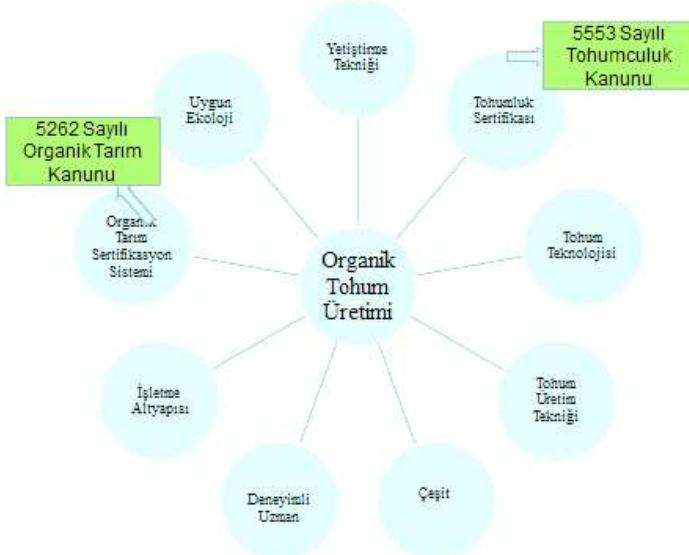 5553 Sayılı
Tohumculuk
Kanunu
Yetiştirme
Tekniği
Tohumluk
Sertifikası
Uygun
Ekoloji
5262 Sayılı
Organik Tarım
Kanunu
Organik
Tarım
Sertifikasyon
Sistemi
Tohum
Teknolojisi
Organik
Tohum
Üretimi
İşletme
Altyapısı
Tohum
Üretim
Tekniği
Deneyimli
Uzman
Çeşit